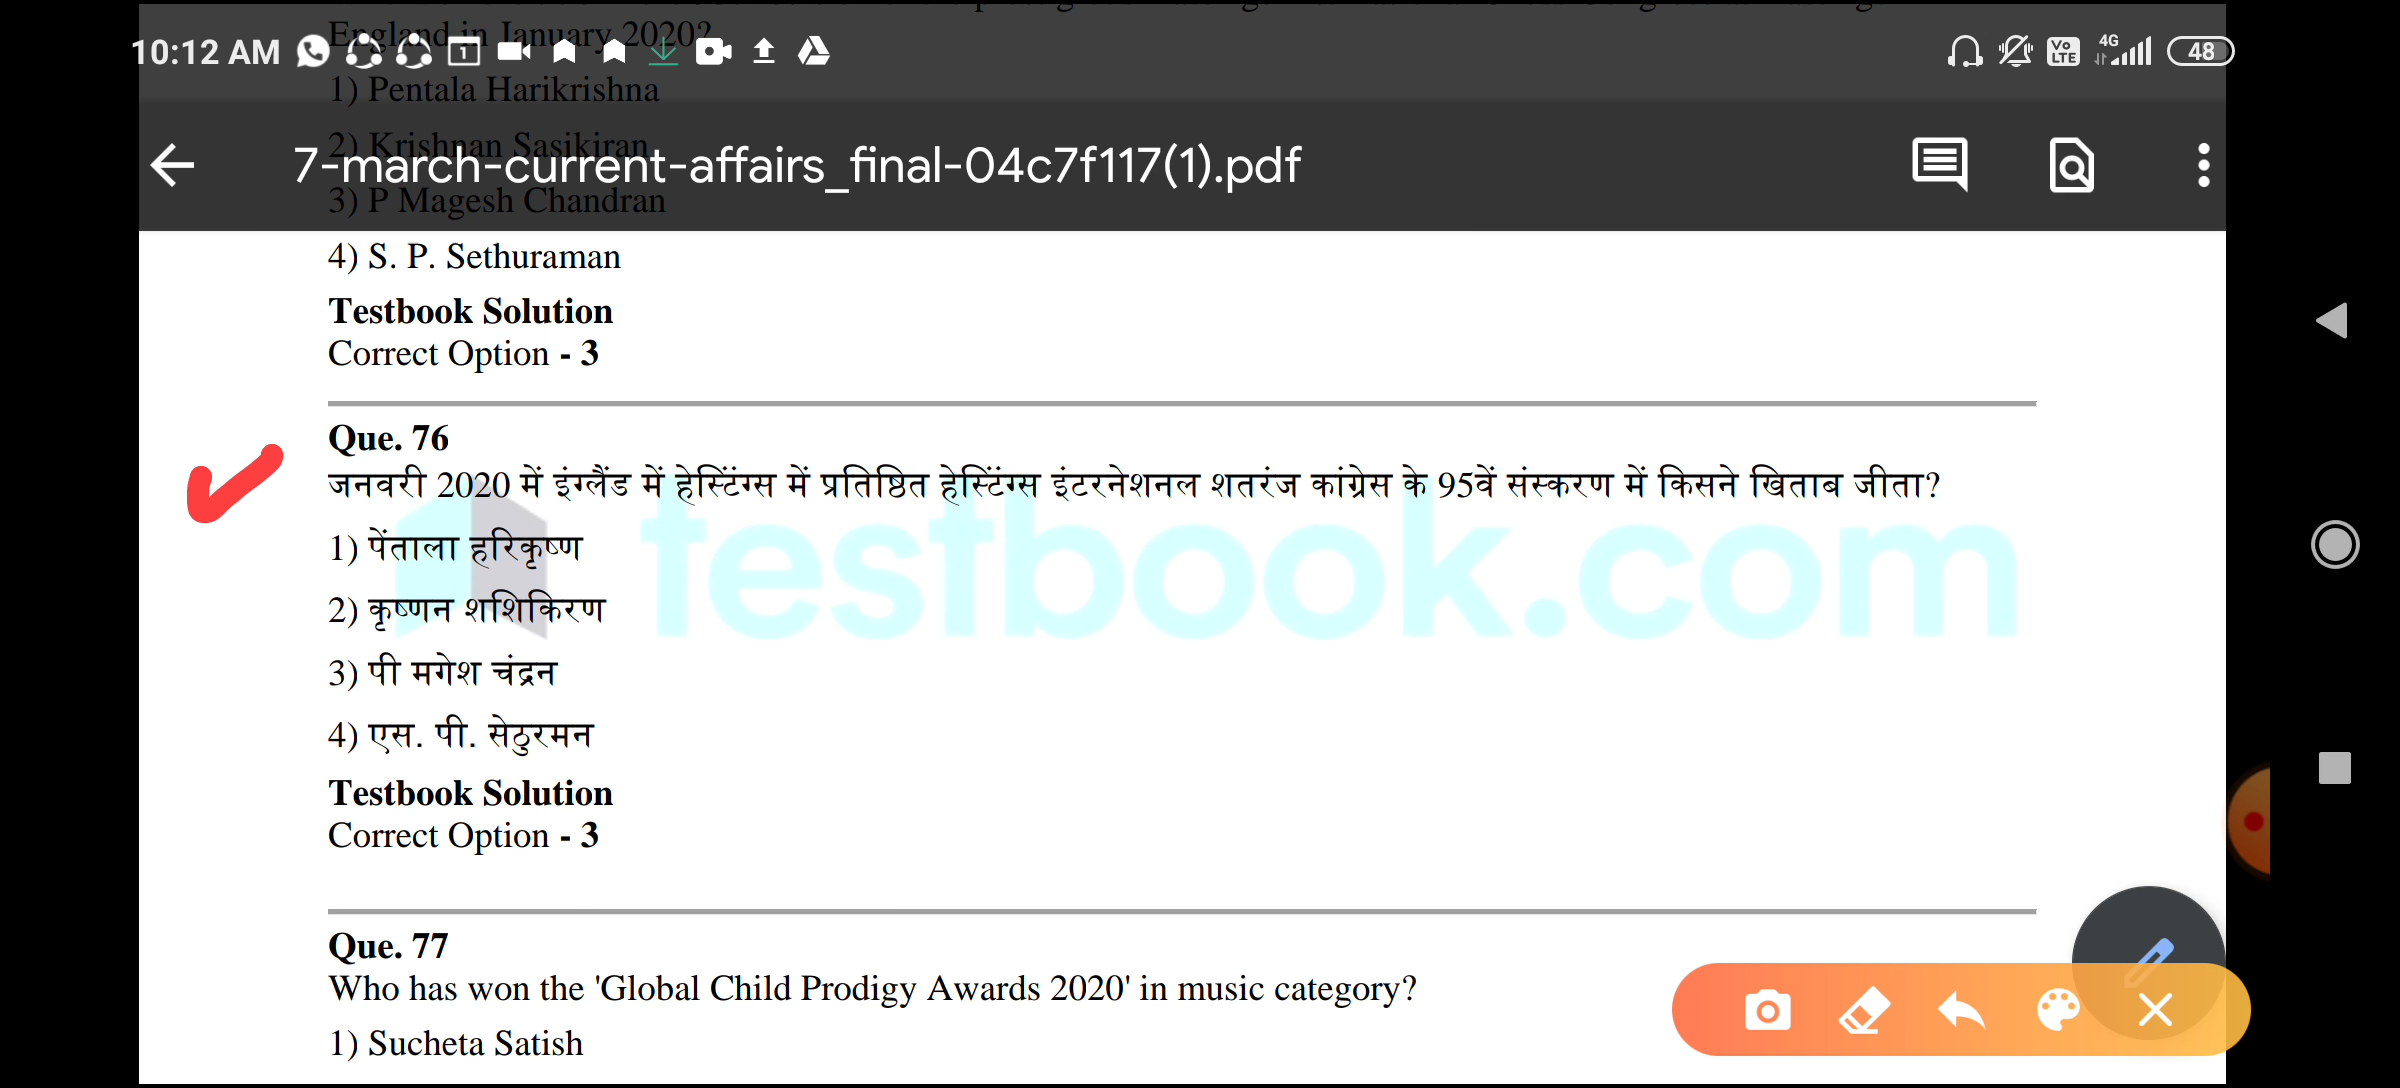 England in January 2020?
10:12 AM
4G
Vo LTE
48
1) Pentala Harikrishna
2) Krishnan Sasikiran
7-march-current-affairs_final-04c7f117(1).pdf
3) P Magesh Chandran
4) S. P. Sethuraman
Testbook Solution
Correct Option - 3
Que. 76
जनवरी 2020 में इंग्लैंड में हेस्टिंग्स में प्रतिष्ठित हेस्टिंग्स इंटरनेशनल शतरंज कांग्रेस के 95वें संस्करण में किसने खिताब जीता?
testbook.com
1) पेंताला हरिकृष्ण
2) कृष्णन शशिकिरण
3) पी मगेश चंद्रन
4) एस. पी. सेठुरमन
Testbook Solution
Correct Option - 3
Que. 77
Who has won the 'Global Child Prodigy Awards 2020' in music category?
1) Sucheta Satish